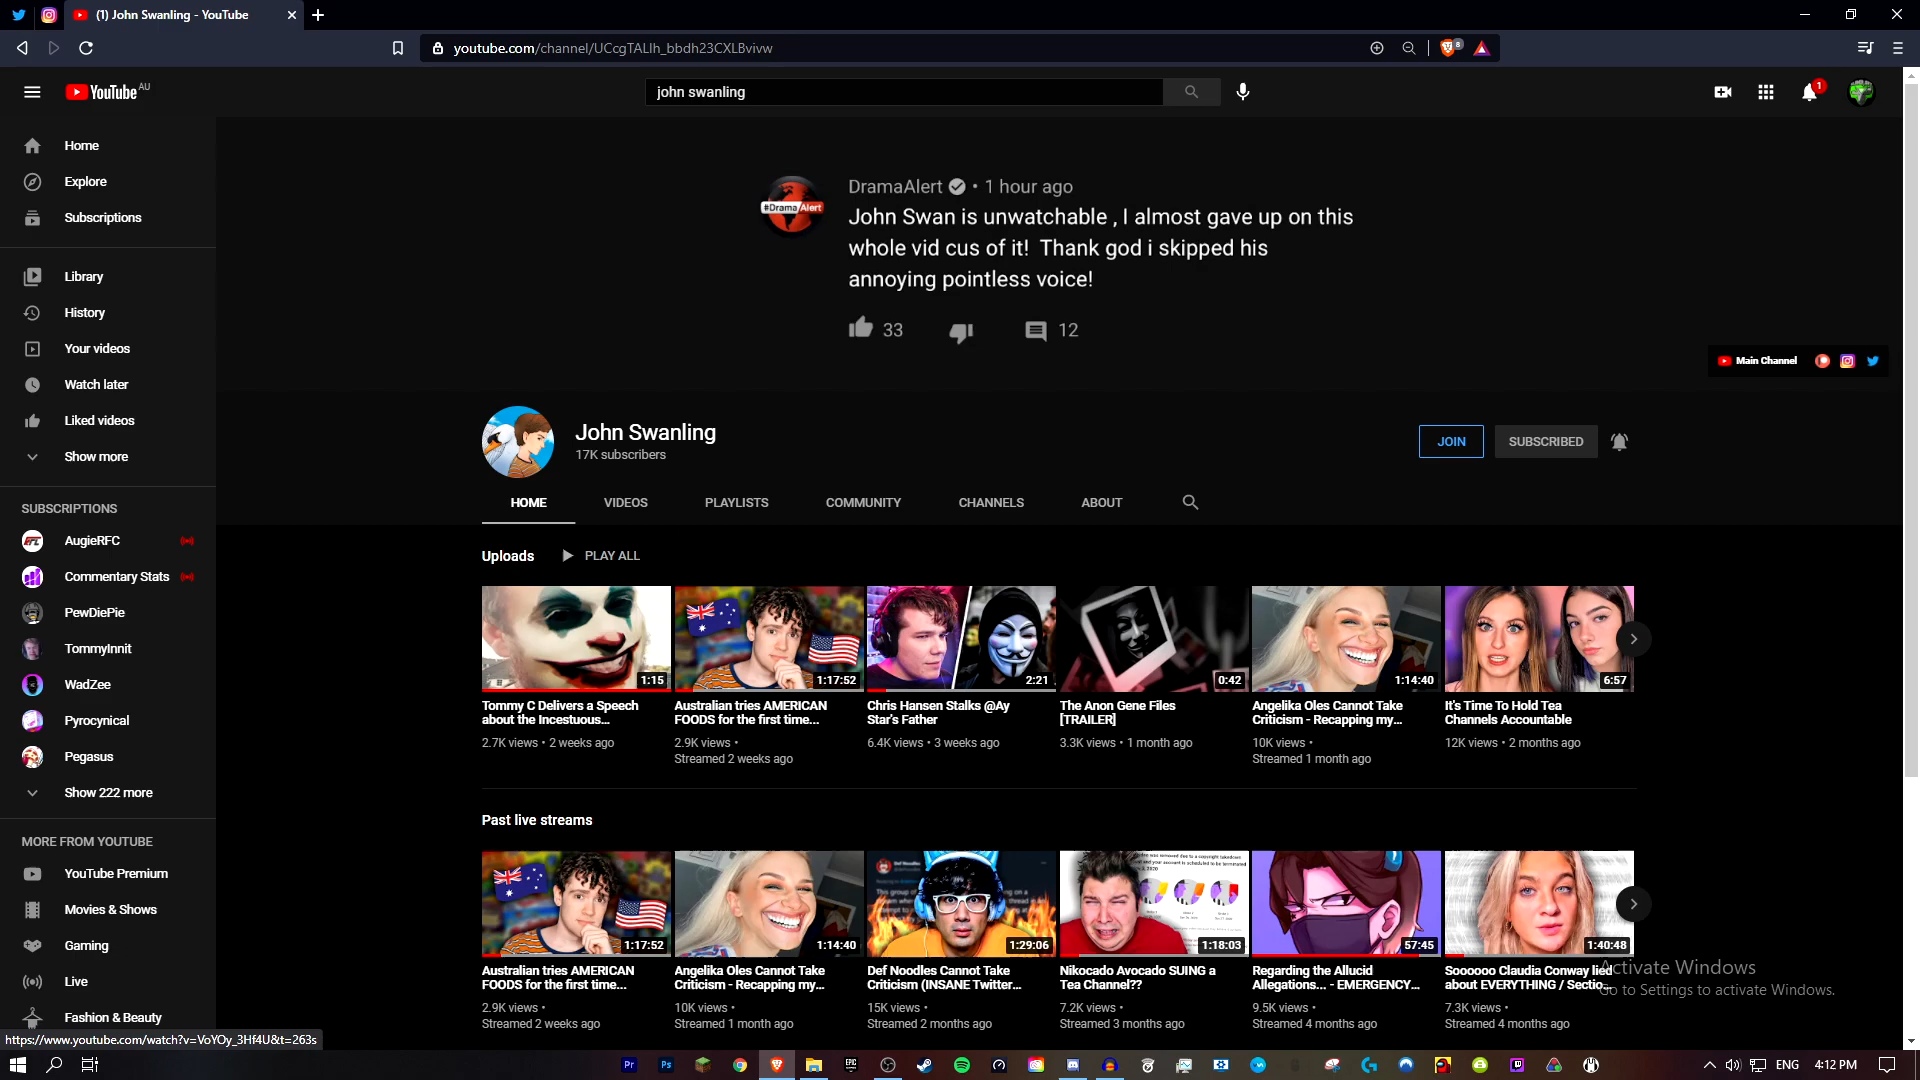 (1) John Swanling - YouTube
youtube.com/channel/UCcgTALIh_bbdh23CXLBvivw
8
YouTube AU
john swanling
1
Home
Explore
Subscriptions
Library
History
Your videos
Watch later
Liked videos
Show more
SUBSCRIPTIONS
AugieRFC
Commentary Stats
PewDiePie
TommyInnit
WadZee
Pyrocynical
Pegasus
Show 222 more
MORE FROM YOUTUBE
YouTube Premium
Movies & Shows
Gaming
Live
Fashion & Beauty
https://www.youtube.com/watch?v=VoYOy_3Hf4U&t=263s
#DramaAlert
DramaAlert • 1 hour ago
John Swan is unwatchable , I almost gave up on this
whole vid cus of it! Thank god i skipped his
annoying pointless voice!
33 12
Main Channel
John Swanling
17K subscribers
JOIN SUBSCRIBED
HOME VIDEOS PLAYLISTS COMMUNITY CHANNELS ABOUT
Uploads PLAY ALL
1:15
Tommy C Delivers a Speech
about the Incestuous...
2.7K views • 2 weeks ago
1:17:52
Australian tries AMERICAN
FOODS for the first time...
2.9K views •
Streamed 2 weeks ago
2:21
Chris Hansen Stalks @Ay
Star's Father
6.4K views • 3 weeks ago
0:42
The Anon Gene Files
[TRAILER]
3.3K views • 1 month ago
1:14:40
Angelika Oles Cannot Take
Criticism - Recapping my...
10K views •
Streamed 1 month ago
6:57
It's Time To Hold Tea
Channels Accountable
12K views • 2 months ago
Past live streams
1:17:52
Australian tries AMERICAN
FOODS for the first time...
2.9K views •
Streamed 2 weeks ago
1:14:40
Angelika Oles Cannot Take
Criticism - Recapping my...
10K views •
Streamed 1 month ago
Def Noodles
1:29:06
Def Noodles Cannot Take
Criticism (INSANE Twitter...
15K views •
Streamed 2 months ago
1:18:03
Nikocado Avocado SUING a
Tea Channel??
7.2K views •
Streamed 3 months ago
57:45
Regarding the Allucid
Allegations... - EMERGENCY...
9.5K views •
Streamed 4 months ago
1:40:48
Soooooo Claudia Conway lied
about EVERYTHING / Sectio...
7.3K views •
Streamed 4 months ago
Activate Windows
Go to Settings to activate Windows.
Pr Ps EPIC
ENG 4:12 PM